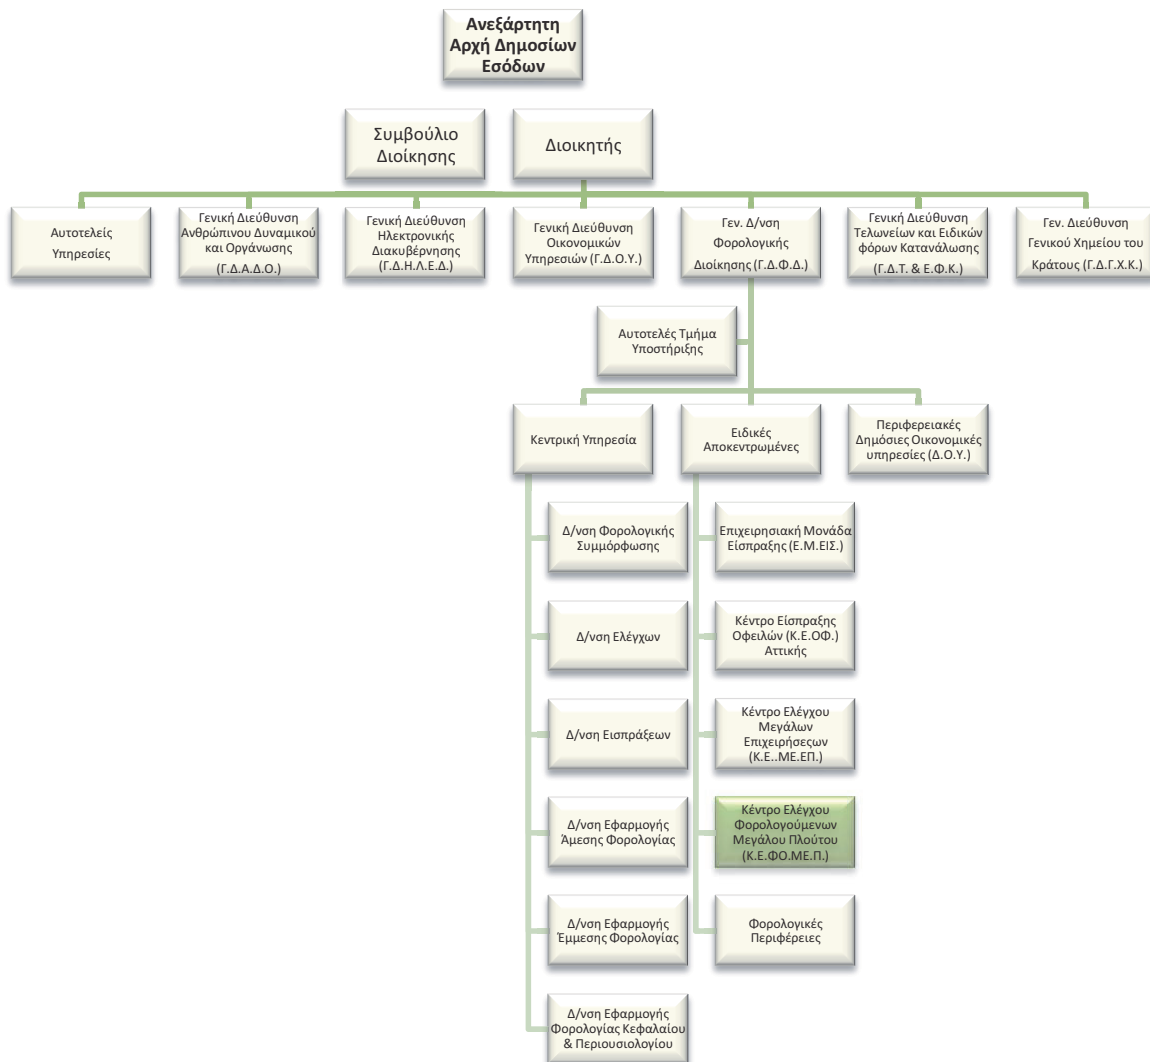 Ανεξάρτητη
Αρχή Δημοσίων
Εσόδων
Συμβούλιο
Διοίκησης
Διοικητής
Αυτοτελείς
Υπηρεσίες
Γενική Διεύθυνση
Ανθρώπινου Δυναμικού
και Οργάνωσης
(Γ.Δ.Α.Δ.Ο.)
Γενική Διεύθυνση
Ηλεκτρονικής
Διακυβέρνησης
(Γ.Δ.Η.Λ.Ε.Δ.)
Γενική Διεύθυνση
Οικονομικών
Υπηρεσιών (Γ.Δ.Ο.Υ.)
Γεν. Δ/νση
Φορολογικής
Διοίκησης (Γ.Δ.Φ.Δ.)
Γενική Διεύθυνση
Τελωνείων και Ειδικών
φόρων Κατανάλωσης
(Γ.Δ.Τ. & Ε.Φ.Κ.)
Γεν. Διεύθυνση
Γενικού Χημείου του
Κράτους (Γ.Δ.Γ.Χ.Κ.)
Αυτοτελές Τμήμα
Υποστήριξης
Κεντρική Υπηρεσία
Ειδικές
Αποκεντρωμένες
Περιφερειακές
Δημόσιες Οικονομικές
υπηρεσίες (Δ.Ο.Υ.)
Δ/νση Φορολογικής
Συμμόρφωσης
Επιχειρησιακή Μονάδα
Είσπραξης (Ε.Μ.ΕΙΣ.)
Δ/νση Ελέγχων
Κέντρο Είσπραξης
Οφειλών (Κ.Ε.ΟΦ.)
Αττικής
Δ/νση Εισπράξεων
Κέντρο Ελέγχου
Μεγάλων
Επιχειρήσεςων
(Κ.Ε..ΜΕ.ΕΠ.)
Δ/νση Εφαρμογής
Άμεσης Φορολογίας
Κέντρο Ελέγχου
Φορολογούμενων
Μεγάλου Πλούτου
(Κ.Ε.ΦΟ.ΜΕ.Π.)
Δ/νση Εφαρμογής
Έμμεσης Φορολογίας
Φορολογικές
Περιφέρειες
Δ/νση Εφαρμογής
Φορολογίας Κεφαλαίου
& Περιουσιολογίου